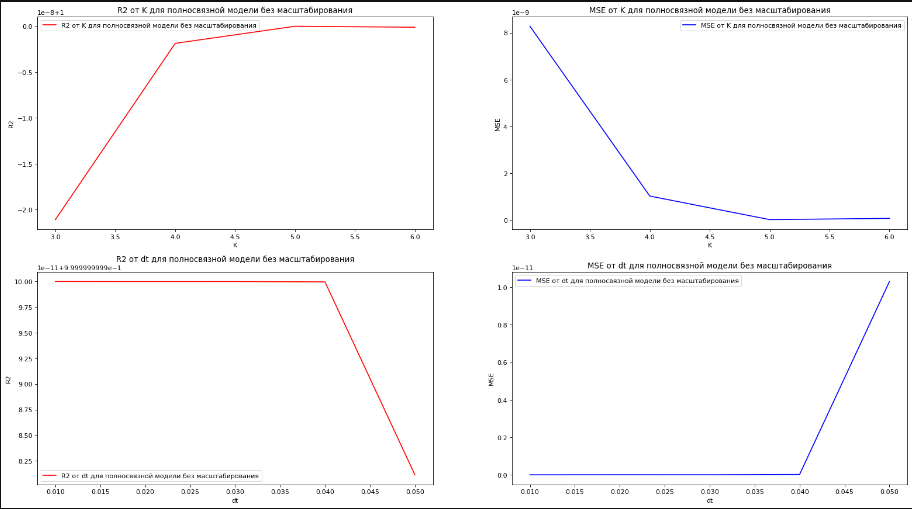 R2 от K для полносвязной модели без масштабирования
1e−8+1
R2 от K для полносвязной модели без масштабирования
0.0
−0.5
−1.0
−1.5
−2.0
R2
3.0 3.5 4.0 4.5 5.0 5.5 6.0
K
MSE от K для полносвязной модели без масштабирования
1e−9
MSE от K для полносвязной модели без масштабирования
8
6
4
2
0
MSE
3.0 3.5 4.0 4.5 5.0 5.5 6.0
K
R2 от dt для полносвязной модели без масштабирования
1e−11+9.999999999e−1
10.00
9.75
9.50
9.25
9.00
8.75
8.50
8.25
R2
R2 от dt для полносвязной модели без масштабирования
0.010 0.015 0.020 0.025 0.030 0.035 0.040 0.045 0.050
dt
MSE от dt для полносвязной модели без масштабирования
1e−11
MSE от dt для полносвязной модели без масштабирования
1.0
0.8
0.6
0.4
0.2
0.0
MSE
0.010 0.015 0.020 0.025 0.030 0.035 0.040 0.045 0.050
dt